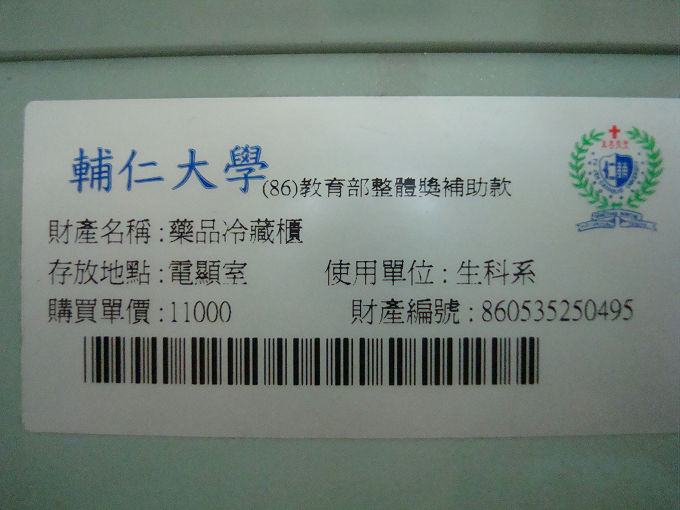 輔仁大學(86)教育部整體獎補助款
財產名稱:藥品冷藏櫃
存放地點:電顯室 使用單位:生科系
購買單價:11000 財產編號:860535250495